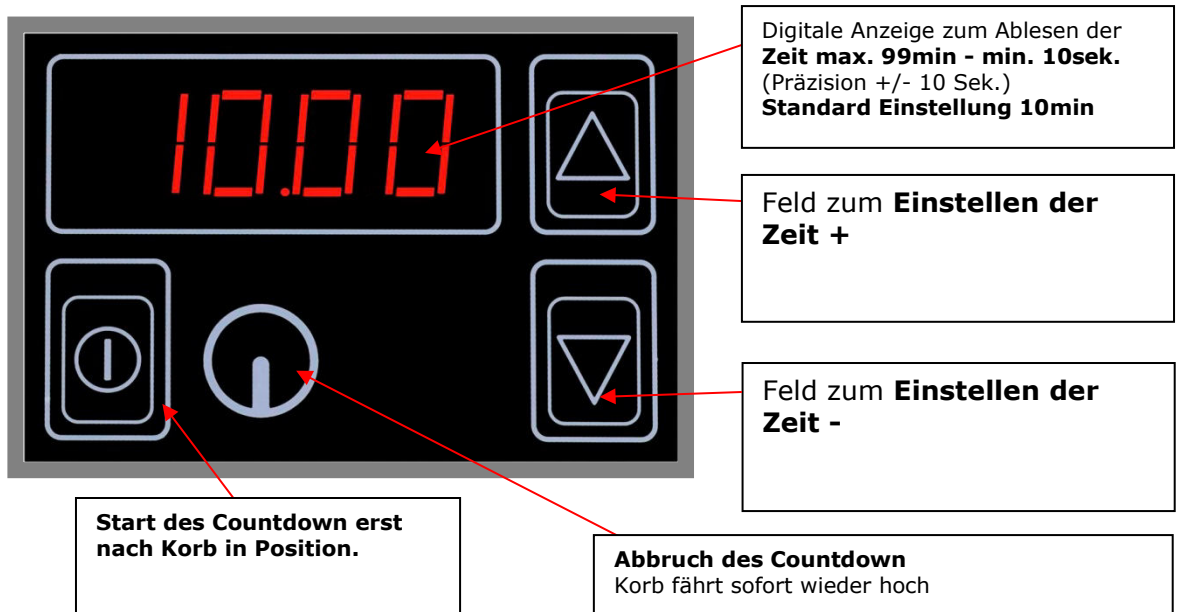 10.00
Digitale Anzeige zum Ablesen der
Zeit max. 99min - min. 10sek.
(Präzision +/- 10 Sek.)
Standard Einstellung 10min
Feld zum Einstellen der
Zeit +
Feld zum Einstellen der
Zeit -
Start des Countdown erst
nach Korb in Position.
Abbruch des Countdown
Korb fährt sofort wieder hoch